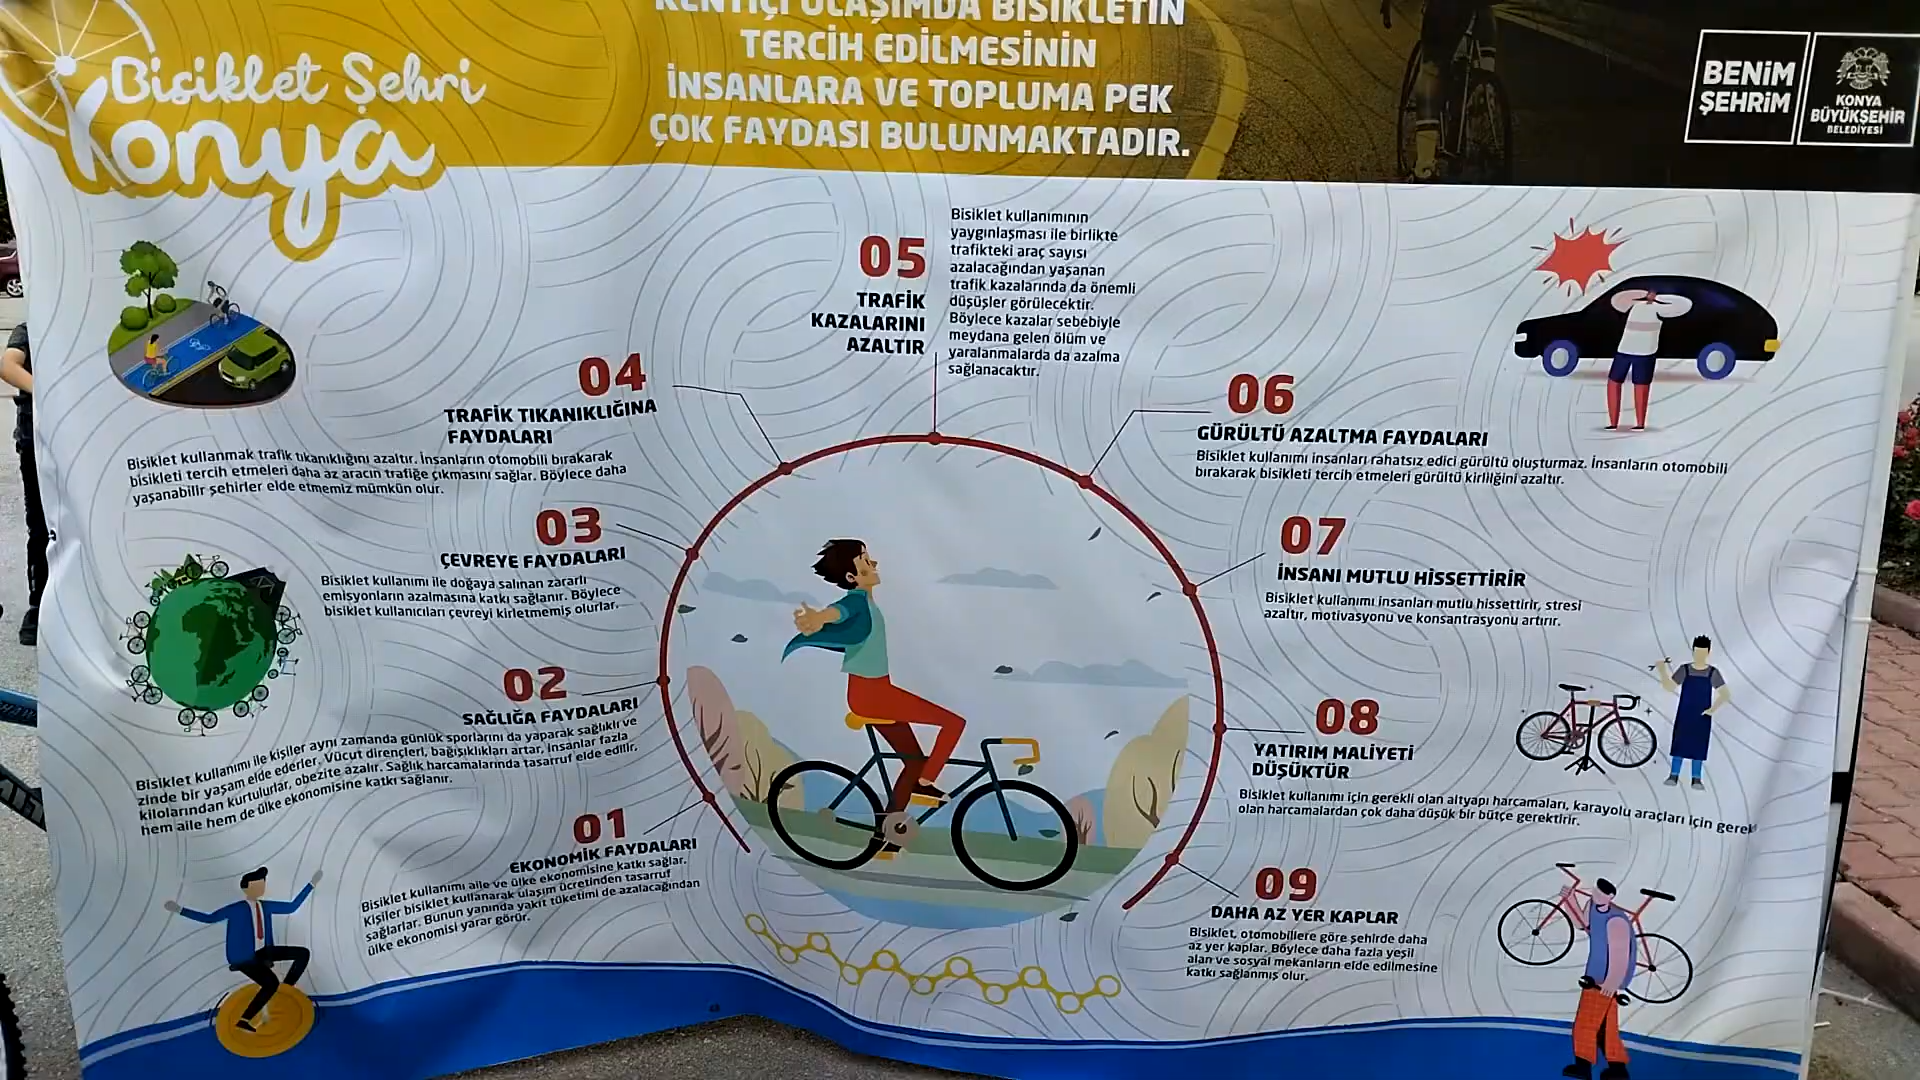 KENTİÇİ ULAŞIMDA BİSİKLETİN
TERCİH EDİLMESİNİN
İNSANLARA VE TOPLUMA PEK
ÇOK FAYDASI BULUNMAKTADIR.
Bisiklet Şehri
Konya
BENİM
ŞEHRİM
KONYA
BÜYÜKŞEHİR
BELEDİYESİ
05
TRAFİK
KAZALARINI
AZALTIR
Bisiklet kullanımının
yaygınlaşması ile birlikte
trafikteki araç sayısı
azalacağından yaşanan
trafik kazalarında da önemli
düşüşler görülecektir.
Böylece kazalar sebebiyle
meydana gelen ölüm ve
yaralanmalarda da azalma
sağlanacaktır.
04
TRAFİK TIKANIKLIĞINA
FAYDALARI
Bisiklet kullanmak trafik tıkanıklığını azaltır. İnsanların otomobili bırakarak
bisikleti tercih etmeleri daha az aracın trafiğe çıkmasını sağlar. Böylece daha
yaşanabilir şehirler elde etmemiz mümkün olur.
06
GÜRÜLTÜ AZALTMA FAYDALARI
Bisiklet kullanımı insanları rahatsız edici gürültü oluşturmaz. İnsanların otomobili
bırakarak bisikleti tercih etmeleri gürültü kirliliğini azaltır.
03
ÇEVREYE FAYDALARI
Bisiklet kullanımı ile doğaya salınan zararlı
emisyonların azalmasına katkı sağlanır. Böylece
bisiklet kullanıcıları çevreyi kirletmemiş olurlar.
07
İNSANI MUTLU HİSSETTİRİR
Bisiklet kullanımı insanları mutlu hissettirir, stresi
azaltır, motivasyonu ve konsantrasyonu artırır.
02
SAĞLIĞA FAYDALARI
Bisiklet kullanımı ile kişiler aynı zamanda günlük sporlarını da yaparak sağlıklı ve
zinde bir yaşam elde ederler. Vücut dirençleri, bağışıklıkları artar, insanlar fazla
kilolarından kurtulurlar, obezite azalır. Sağlık harcamalarında tasarruf elde edilir,
hem aile hem de ülke ekonomisine katkı sağlanır.
08
YATIRIM MALİYETİ
DÜŞÜKTÜR
Bisiklet kullanımı için gerekli olan altyapı harcamaları, karayolu araçları için gerekl
olan harcamalardan çok daha düşük bir bütçe gerektirir.
01
EKONOMİK FAYDALARI
Bisiklet kullanımı aile ve ülke ekonomisine katkı sağlar.
Kişiler bisiklet kullanarak ulaşım ücretinden tasarruf
sağlarlar. Bunun yanında yakıt tüketimi de azalacağından
ülke ekonomisi yarar görür.
09
DAHA AZ YER KAPLAR
Bisiklet, otomobillere göre şehirde daha
az yer kaplar. Böylece daha fazla yeşil
alan ve sosyal mekanların elde edilmesine
katkı sağlanmış olur.